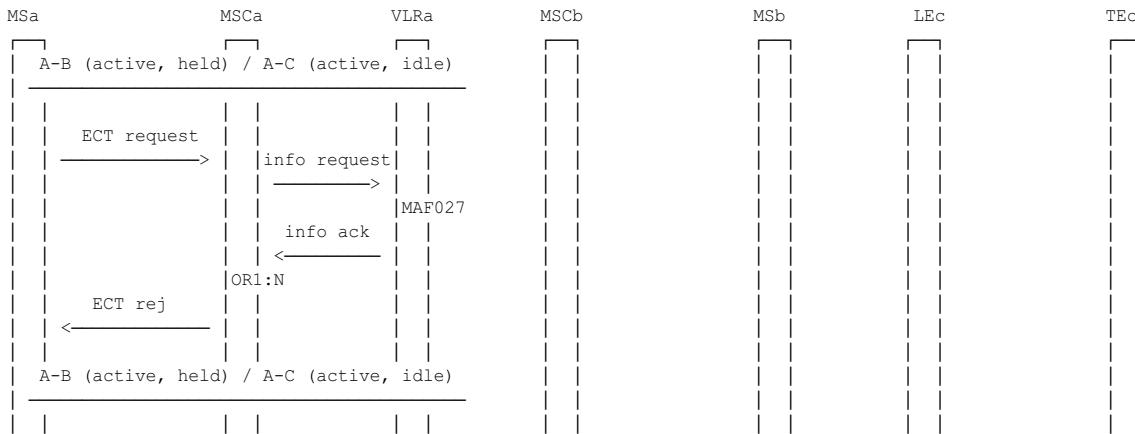 MSa MSCa VLRa MSCb MSb LEc TEc
A-B (active, held) / A-C (active, idle)
ECT request
info request
MAF027
info ack
OR1:N
ECT rej
A-B (active, held) / A-C (active, idle)